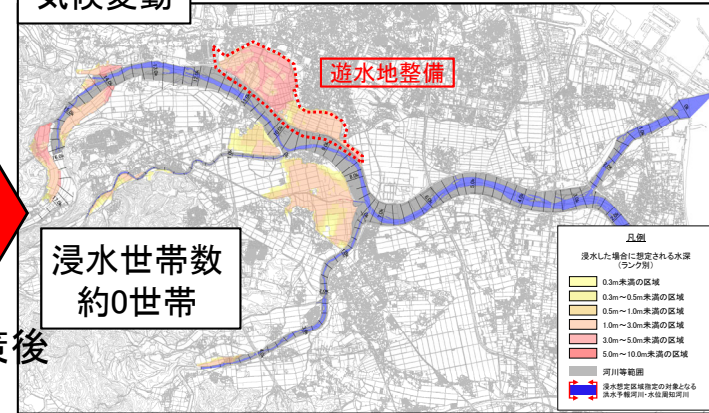 気候変動
遊水地整備
浸水世帯数
約0世帯
後
凡例
浸水した場合に想定される水深
(ランク別)
0.3m未満の区域
0.3m~0.5m未満の区域
0.5m~1.0m未満の区域
1.0m~3.0m未満の区域
3.0m~5.0m未満の区域
5.0m~10.0m未満の区域
河川等範囲
浸水想定区域指定の対象となる
洪水予報河川・水位周知河川